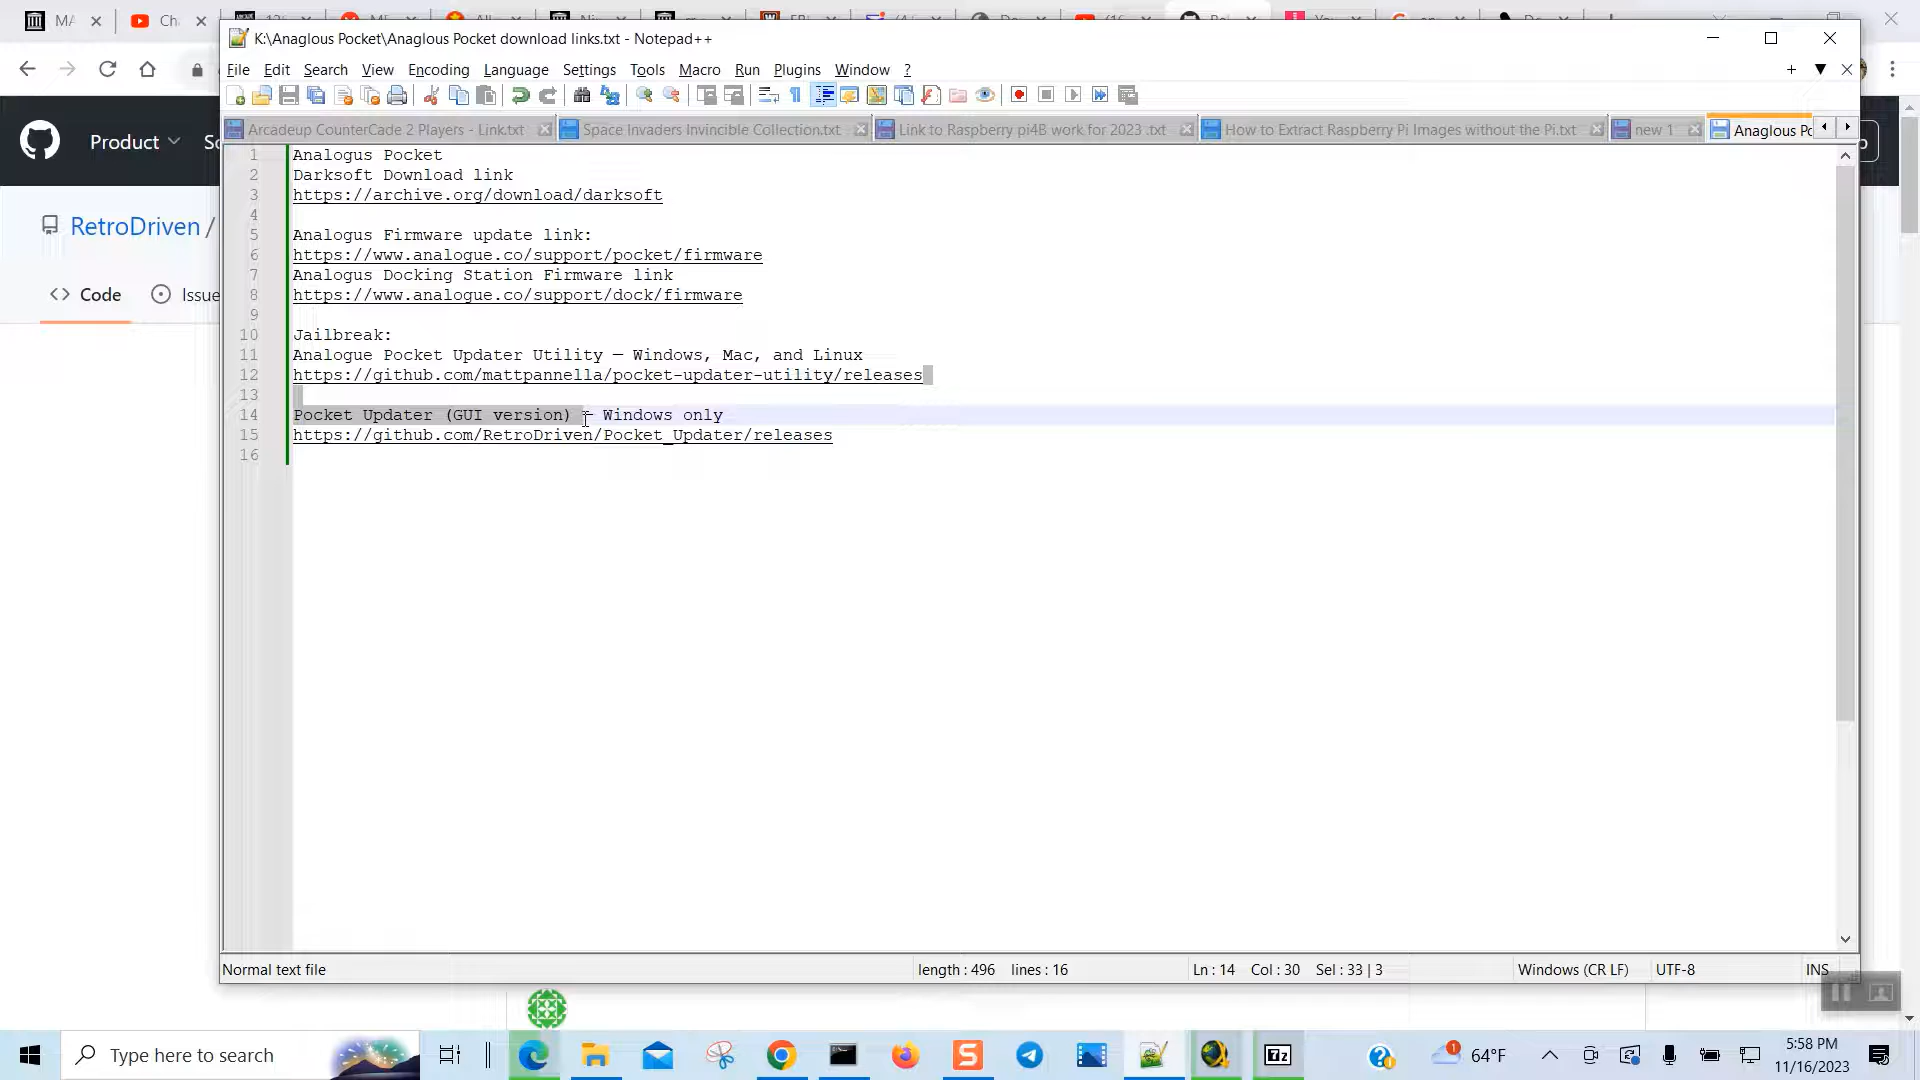 K:\Anaglous Pocket\Anaglous Pocket download links.txt - Notepad++
File Edit Search View Encoding Language Settings Tools Macro Run Plugins Window ?
Arcadeup CounterCade 2 Players - Link.txt
Space Invaders Invincible Collection.txt
Link to Raspberry pi4B work for 2023 .txt
How to Extract Raspberry Pi Images without the Pi.txt
new 1
Anaglous Pc
Product
RetroDriven /
Code
Issue
1 Analogus Pocket
2 Darksoft Download link
3 https://archive.org/download/darksoft
4
5 Analogus Firmware update link:
6 https://www.analogue.co/support/pocket/firmware
7 Analogus Docking Station Firmware link
8 https://www.analogue.co/support/dock/firmware
9
10 Jailbreak:
11 Analogue Pocket Updater Utility – Windows, Mac, and Linux
12 https://github.com/mattpannella/pocket-updater-utility/releases
13
14 Pocket Updater (GUI version) – Windows only
15 https://github.com/RetroDriven/Pocket_Updater/releases
16
Normal text file
length : 496 lines : 16
Ln : 14 Col : 30 Sel : 33 | 3
Windows (CR LF)
UTF-8
INS
Type here to search
64°F
5:58 PM
11/16/2023